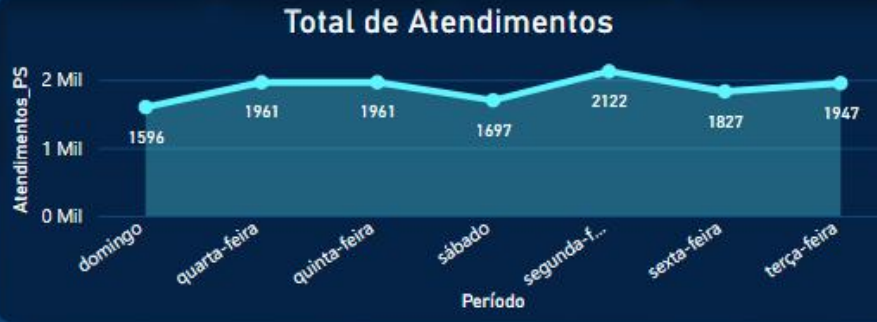 Total de Atendimentos
Atendimentos_PS
2 Mil
1 Mil
0 Mil
1596
1961
1961
1697
2122
1827
1947
domingo
quarta-feira
quinta-feira
sábado
segunda-f...
sexta-feira
terça-feira
Período